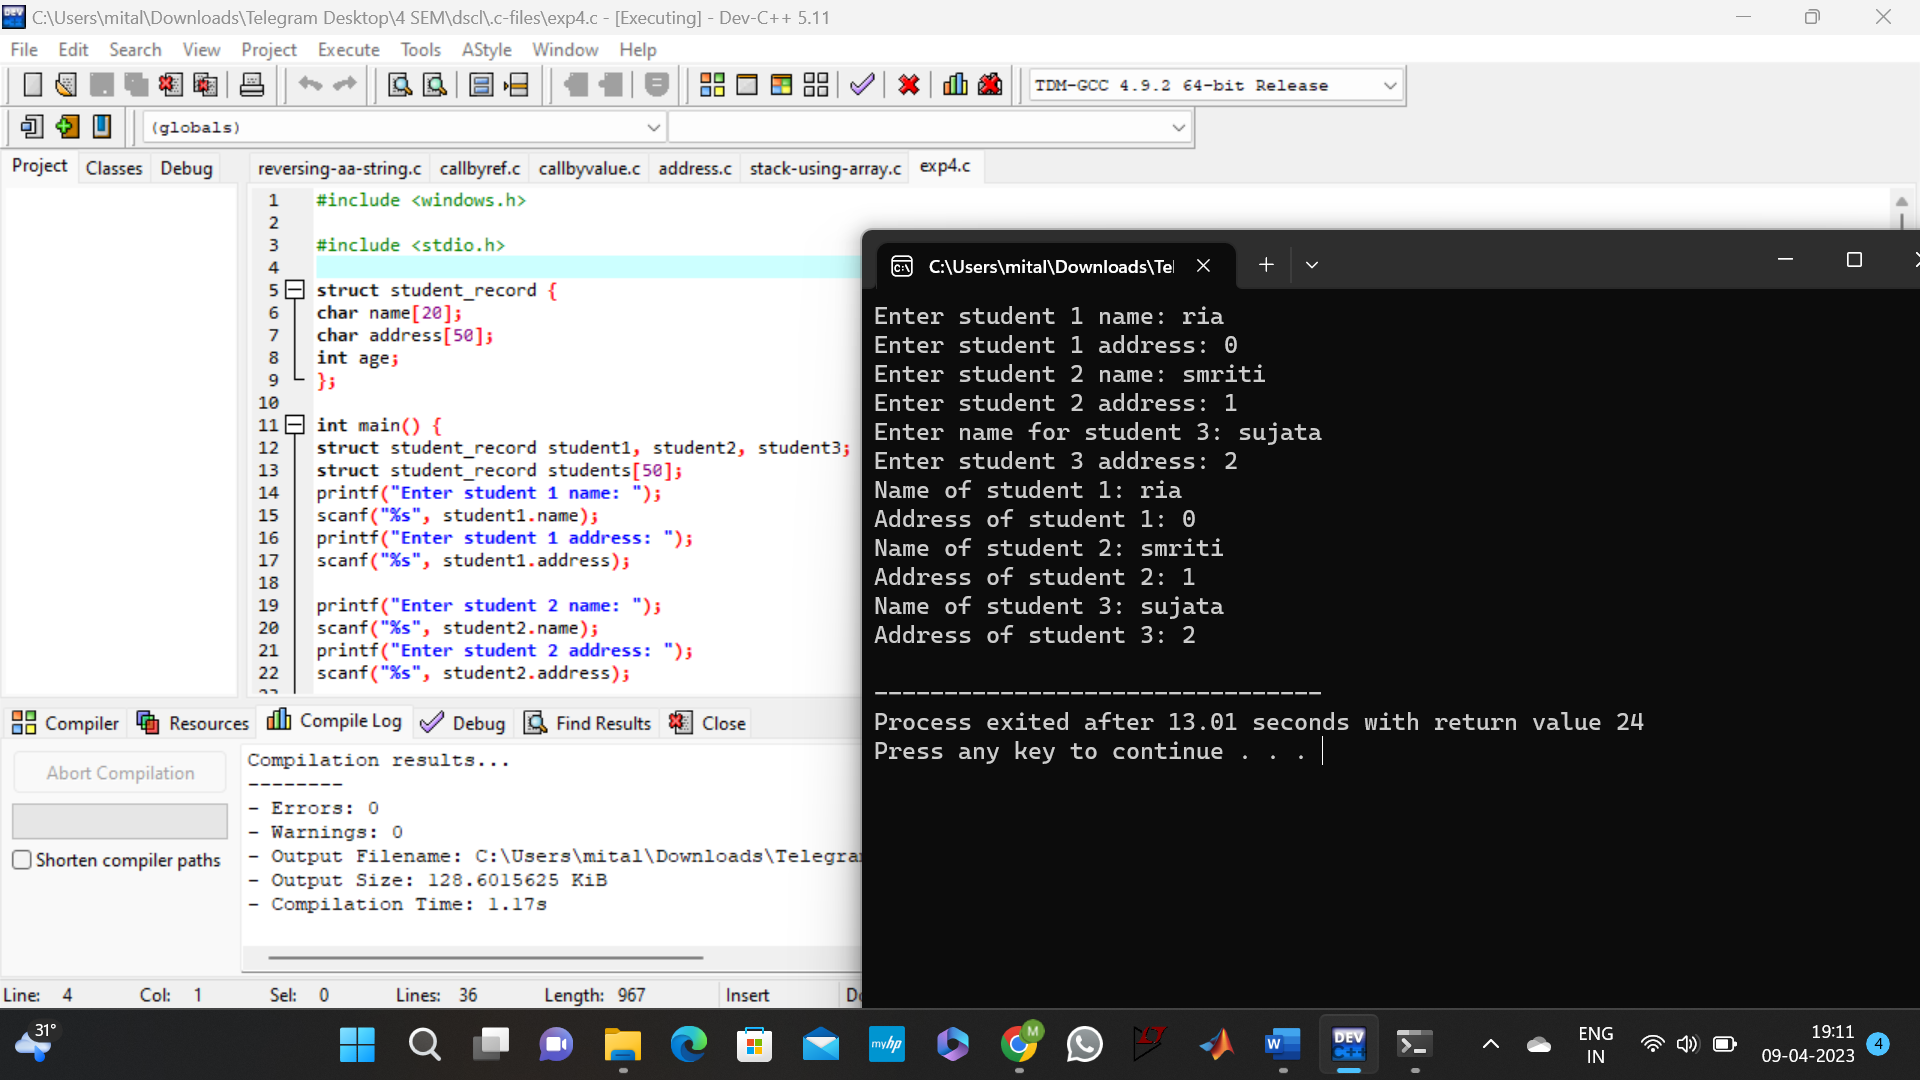 C:\Users\mital\Downloads\Telegram Desktop\4 SEM\dscl\.c-files\exp4.c - [Executing] - Dev-C++ 5.11
File Edit Search View Project Execute Tools AStyle Window Help
TDM-GCC 4.9.2 64-bit Release
(globals)
Project Classes Debug reversing-aa-string.c callbyref.c callbyvalue.c address.c stack-using-array.c exp4.c
1 #include <windows.h>
2
3 #include <stdio.h>
4
5 struct student_record {
6 char name[20];
7 char address[50];
8 int age;
9 };
10
11 int main() {
12 struct student_record student1, student2, student3;
13 struct student_record students[50];
14 printf("Enter student 1 name: ");
15 scanf("%s", student1.name);
16 printf("Enter student 1 address: ");
17 scanf("%s", student1.address);
18
19 printf("Enter student 2 name: ");
20 scanf("%s", student2.name);
21 printf("Enter student 2 address: ");
22 scanf("%s", student2.address);
C:\Users\mital\Downloads\Te
Enter student 1 name: ria
Enter student 1 address: 0
Enter student 2 name: smriti
Enter student 2 address: 1
Enter name for student 3: sujata
Enter student 3 address: 2
Name of student 1: ria
Address of student 1: 0
Name of student 2: smriti
Address of student 2: 1
Name of student 3: sujata
Address of student 3: 2
--------------------------------
Process exited after 13.01 seconds with return value 24
Press any key to continue . . .
Compiler Resources Compile Log Debug Find Results Close
Abort Compilation
Shorten compiler paths
Compilation results...
--------
- Errors: 0
- Warnings: 0
- Output Filename: C:\Users\mital\Downloads\Telegra
- Output Size: 128.6015625 KiB
- Compilation Time: 1.17s
Line: 4 Col: 1 Sel: 0 Lines: 36 Length: 967 Insert
31°
myhp
M
W
DEV
C++
ENG
IN
19:11
09-04-2023
4